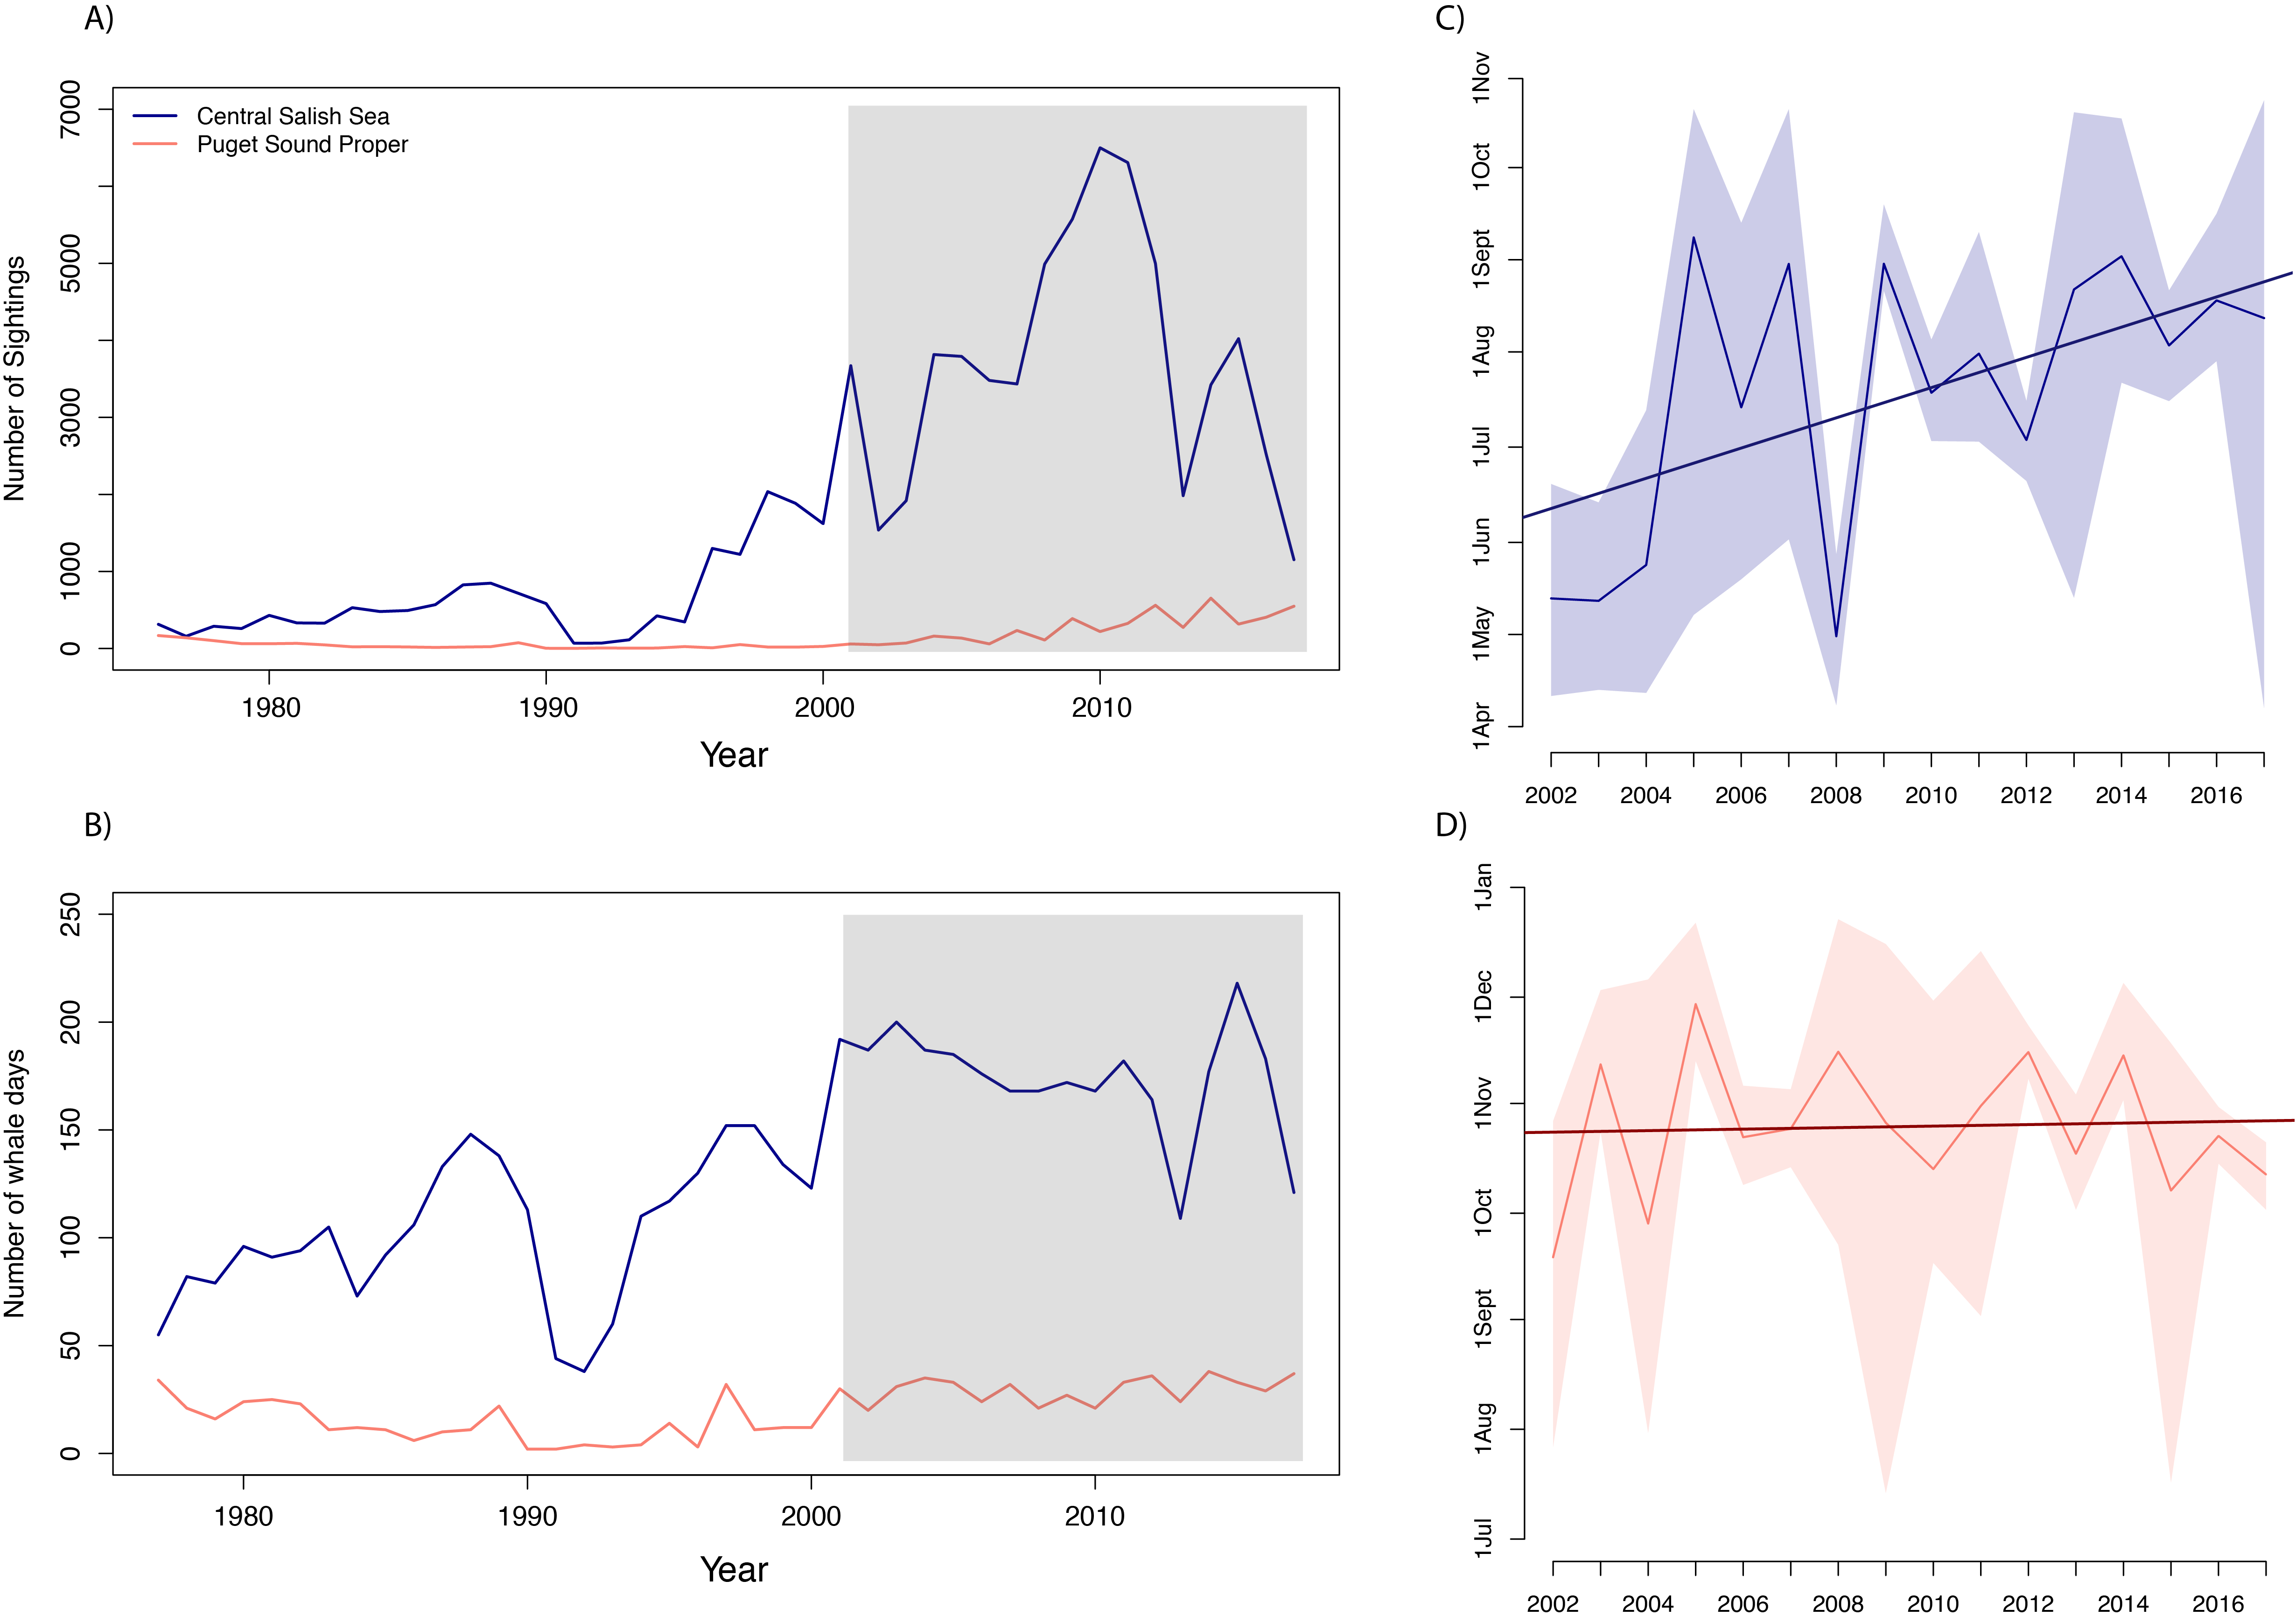 A)
Number of Sightings
7000
5000
3000
1000
0
Central Salish Sea
Puget Sound Proper
1980
1990
2000
2010
Year
B)
Number of whale days
250
200
150
100
50
0
1980
1990
2000
2010
Year
C)
1Nov
1Oct
1Sept
1Aug
1Jul
1Jun
1May
1Apr
2002
2004
2006
2008
2010
2012
2014
2016
D)
1Jan
1Dec
1Nov
1Oct
1Sept
1Aug
1Jul
2002
2004
2006
2008
2010
2012
2014
2016